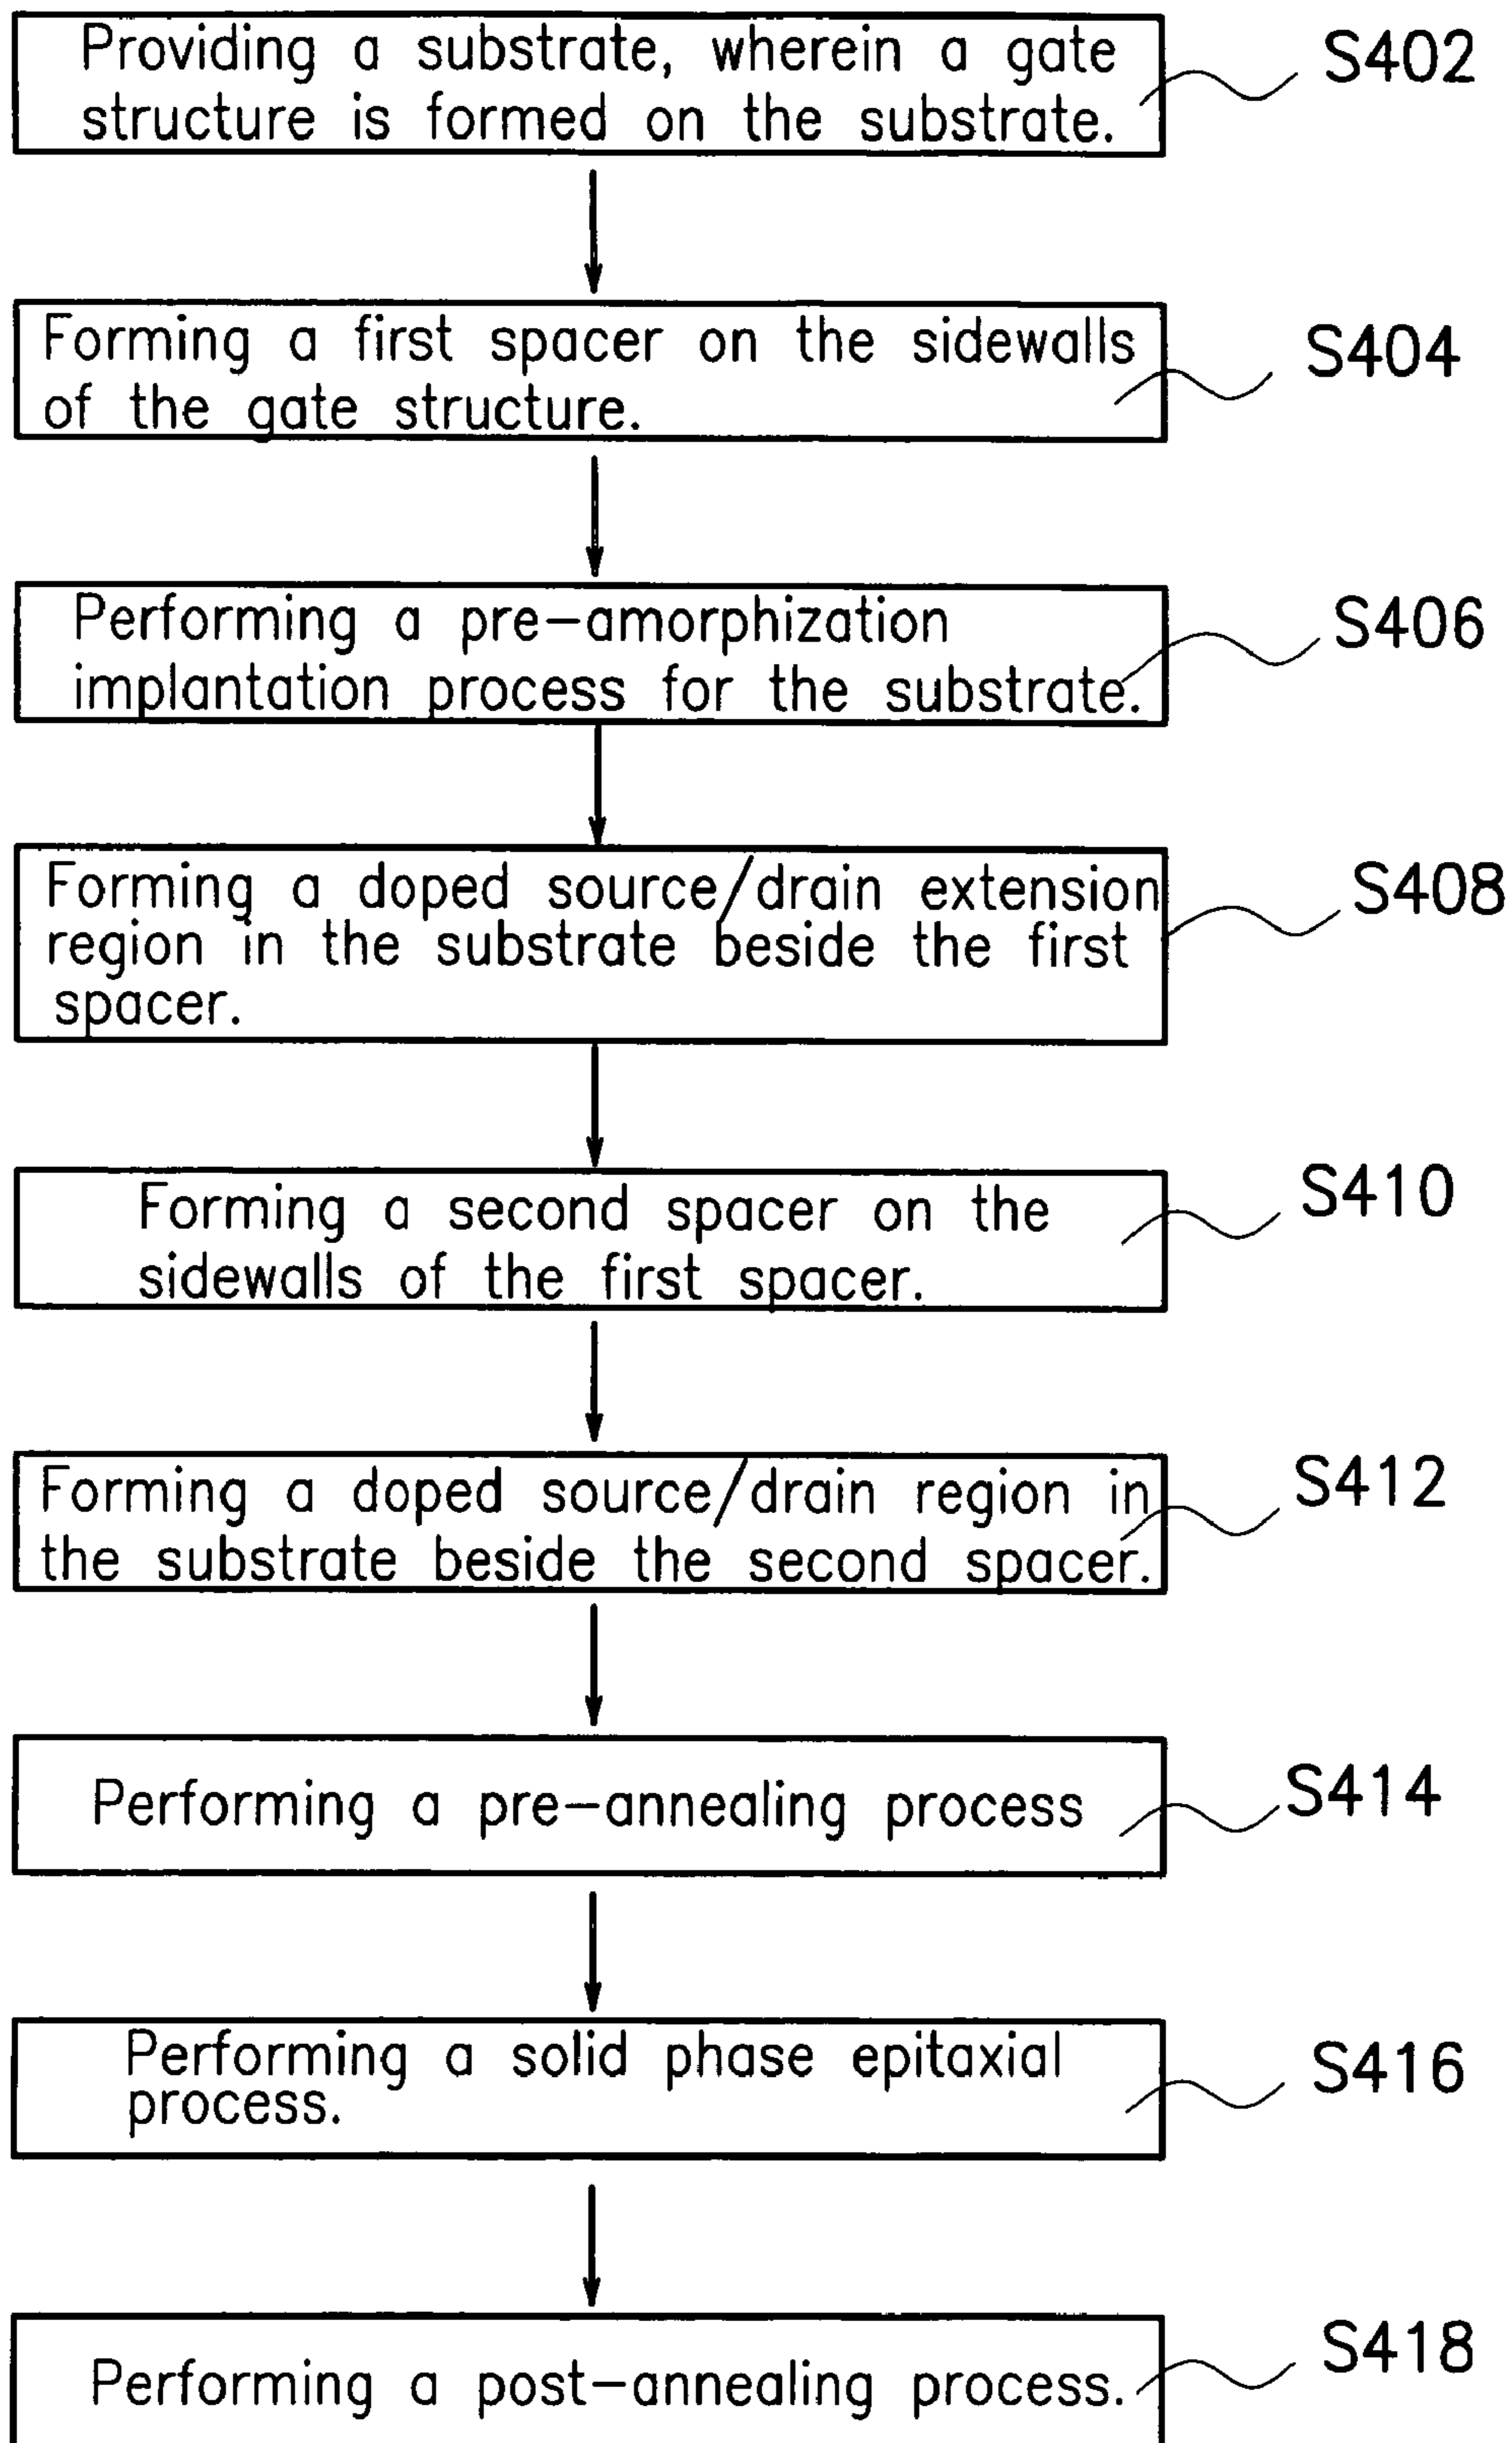 Providing a substrate, wherein a gate
structure is formed on the substrate.
S402
Forming a first spacer on the sidewalls
of the gate structure.
S404
Performing a pre-amorphization
implantation process for the substrate.
S406
Forming a doped source/drain extension
region in the substrate beside the first
spacer.
S408
Forming a second spacer on the
sidewalls of the first spacer.
S410
Forming a doped source/drain region in
the substrate beside the second spacer.
S412
Performing a pre-annealing process
S414
Performing a solid phase epitaxial
process.
S416
Performing a post-annealing process.
S418